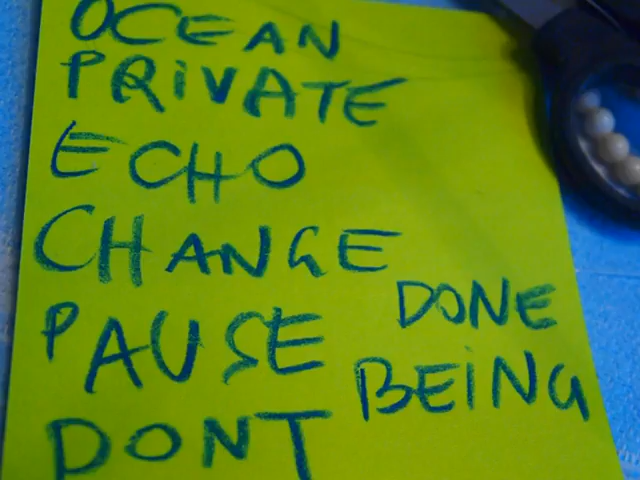 OCEAN
PRiVATE
ECHO
CHANGE
PAUSE
DONE
BEiNG
DONT